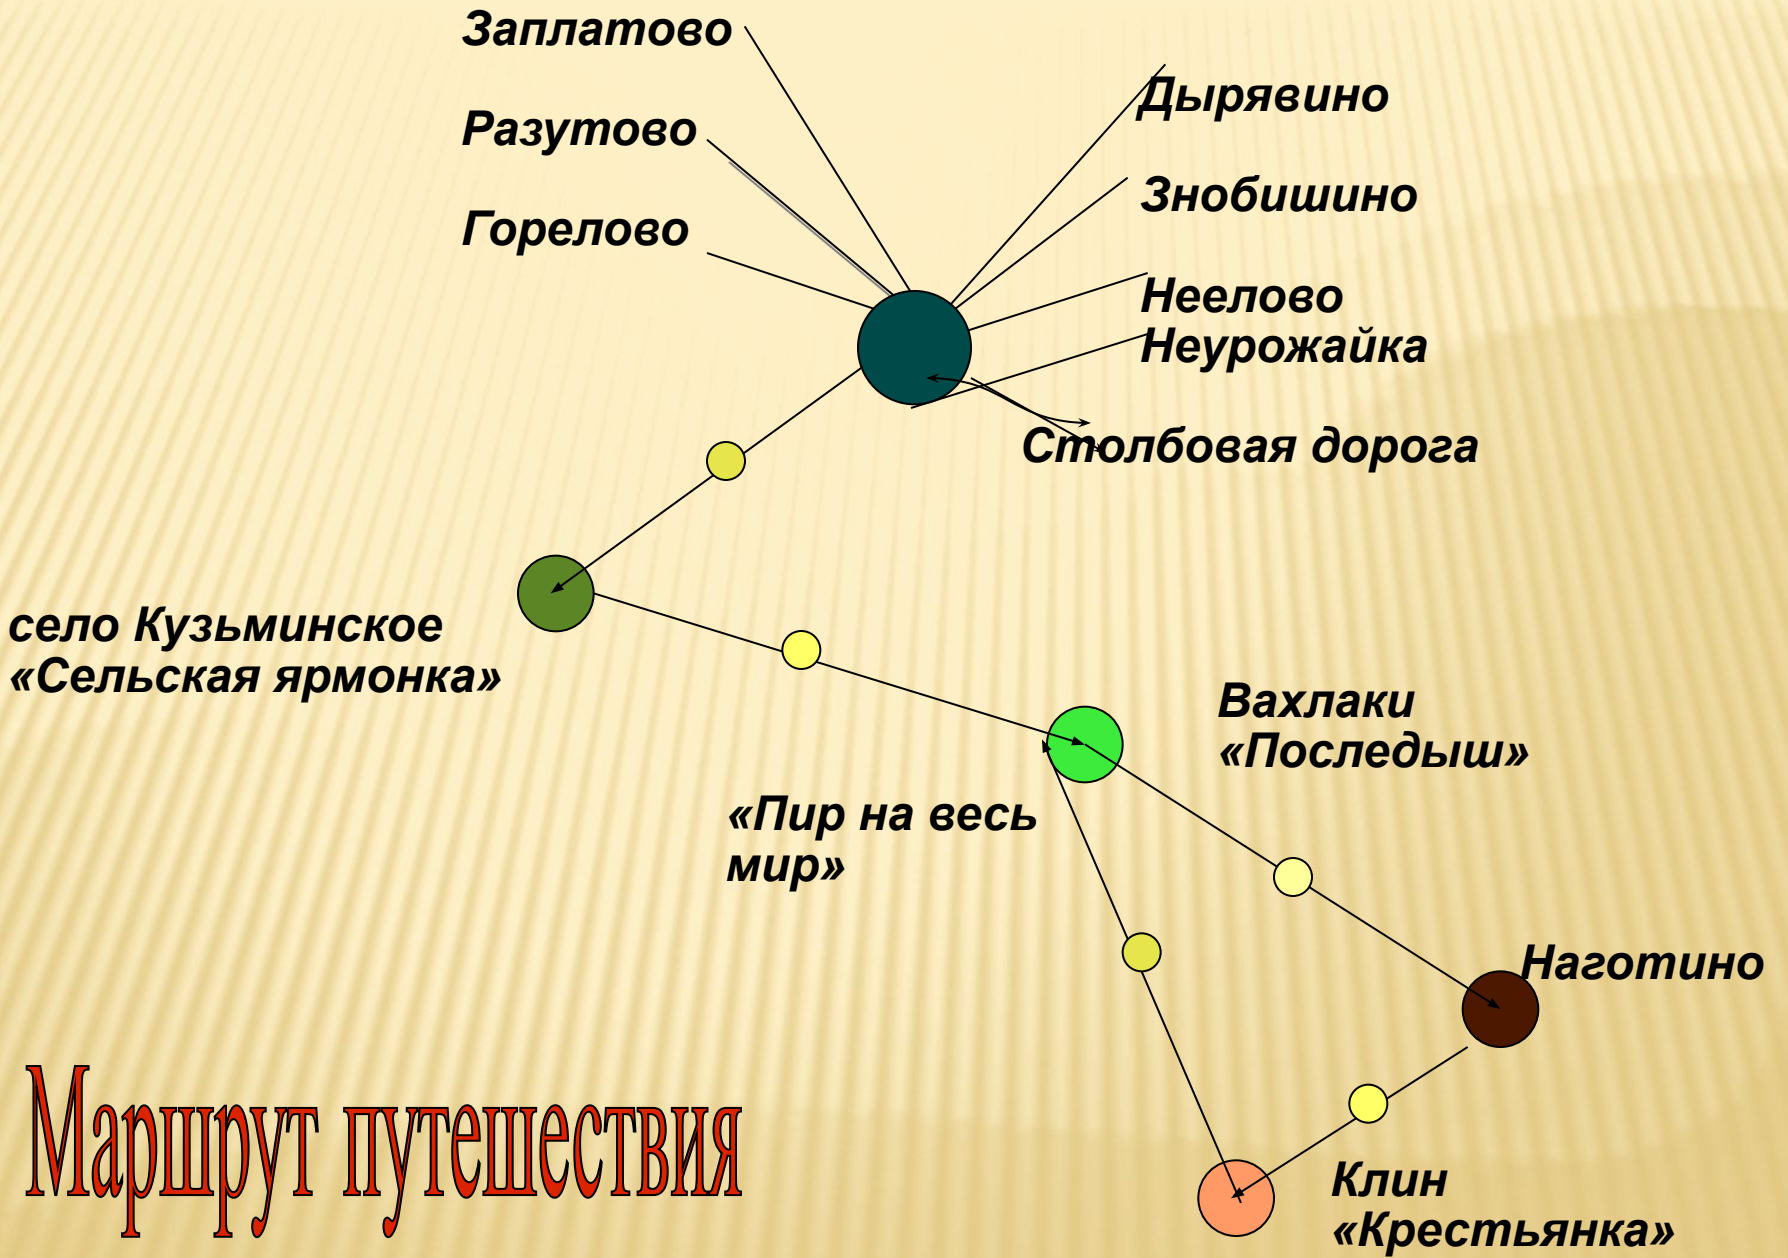 Заплатово
Разутово
Горелово
Дырявино
Знобишино
Неелово
Неурожайка
Столбовая дорога
село Кузьминское
«Сельская ярмонка»
Вахлаки
«Последыш»
«Пир на весь
мир»
Наготино
Клин
«Крестьянка»
Маршрут путешествия